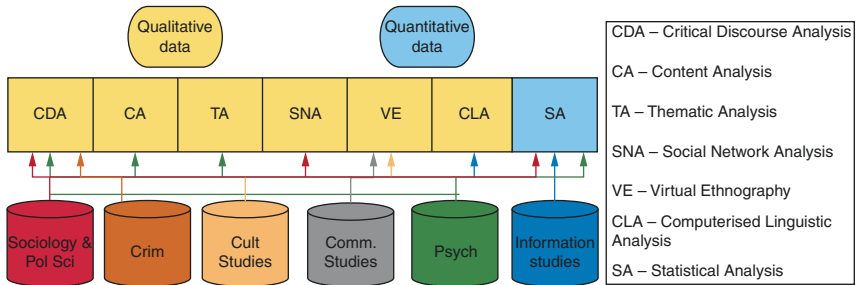 Qualitative
data
Quantitative
data
CDA
CA
TA
SNA
VE
CLA
SA
Sociology &
Pol Sci
Crim
Cult
Studies
Comm.
Studies
Psych
Information
studies
CDA – Critical Discourse Analysis
CA – Content Analysis
TA – Thematic Analysis
SNA – Social Network Analysis
VE – Virtual Ethnography
CLA – Computerised Linguistic
Analysis
SA – Statistical Analysis